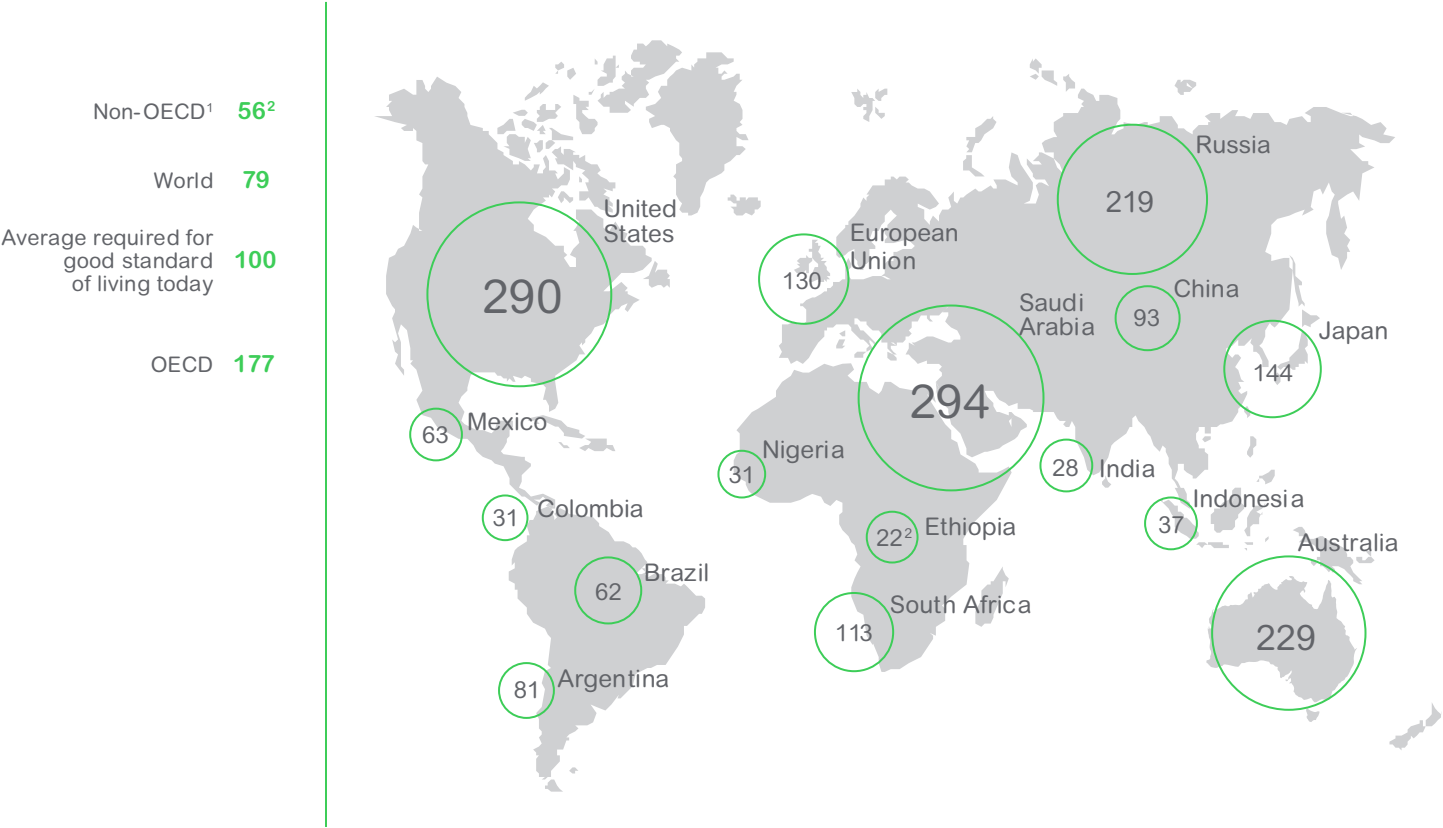 Non-OECD¹ 56²
World 79
Average required for
good standard 100
of living today
OECD 177
Russia
219
United
States
290
European
Union
130
China
93
Saudi
Arabia
294
Japan
144
Mexico
63
Nigeria
31
India
28
Colombia
31
Indonesia
37
Ethiopia
22²
Australia
229
Brazil
62
South Africa
113
Argentina
81